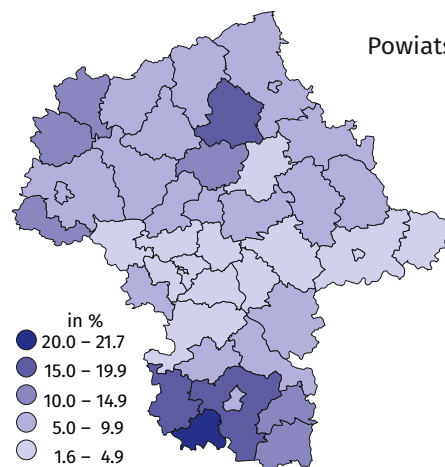 Powiats
in %
20.0 – 21.7
15.0 – 19.9
10.0 – 14.9
5.0 – 9.9
1.6 – 4.9